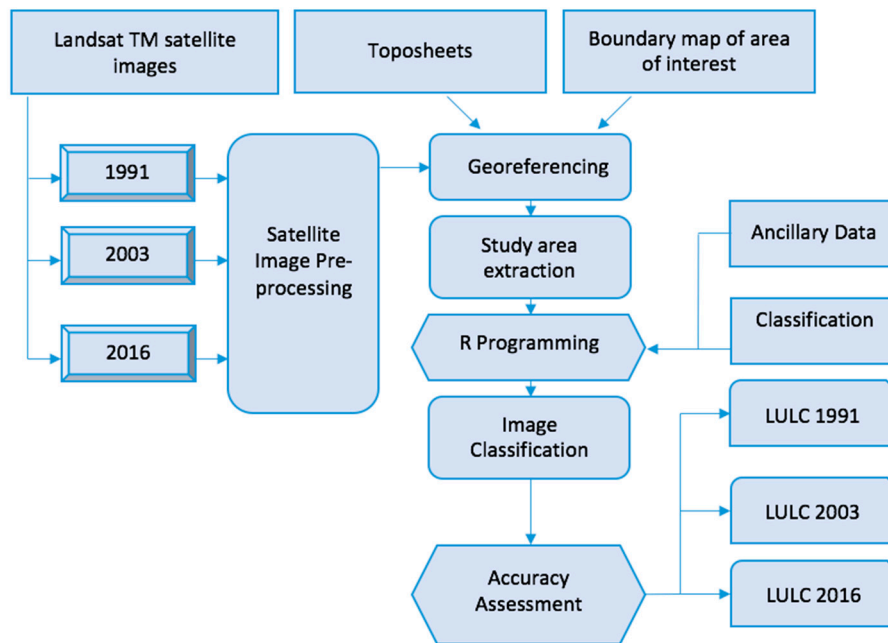 Landsat TM satellite
images
Toposheets
Boundary map of area
of interest
1991
2003
2016
Satellite
Image Pre-
processing
Georeferencing
Study area
extraction
R Programming
Image
Classification
Accuracy
Assessment
Ancillary Data
Classification
LULC 1991
LULC 2003
LULC 2016